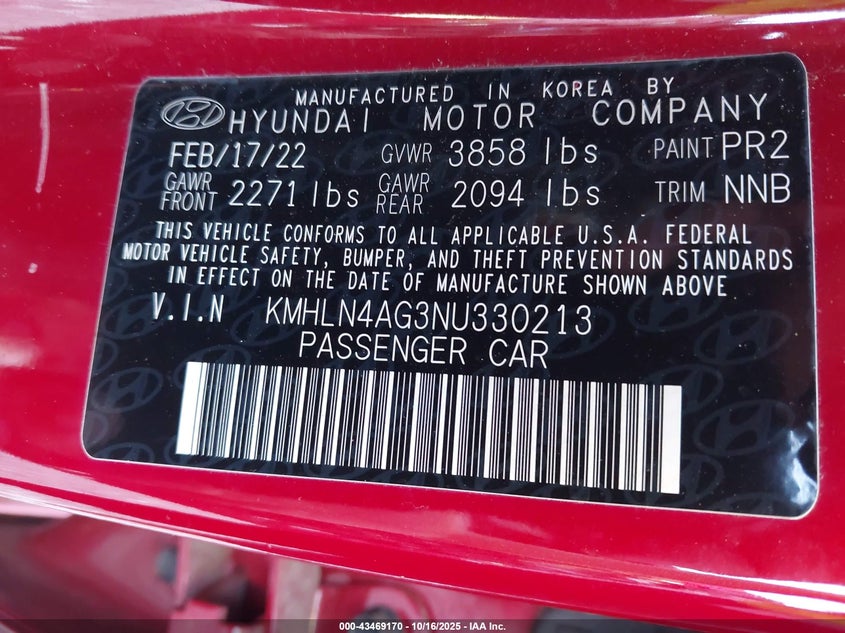 MANUFACTURED IN KOREA BY
HYUNDAI MOTOR COMPANY
FEB/17/22 GVWR 3858 lbs PAINT PR2
GAWR FRONT 2271 lbs GAWR REAR 2094 lbs TRIM NNB
THIS VEHICLE CONFORMS TO ALL APPLICABLE U.S.A. FEDERAL
MOTOR VEHICLE SAFETY, BUMPER, AND THEFT PREVENTION STANDARDS
IN EFFECT ON THE DATE OF MANUFACTURE SHOWN ABOVE.
V.I.N KMHLN4AG3NU330213
PASSENGER CAR
000-43469170 - 10/16/2025 - IAA Inc.